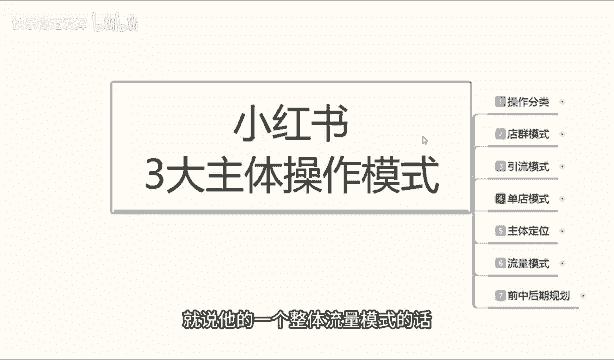 小红书
3大主体操作模式
1 操作分类
2 店群模式
3 引流模式
4 单店模式
5 主体定位
6 流量模式
7 前中后期规划
就说他的一个整体流量模式的话